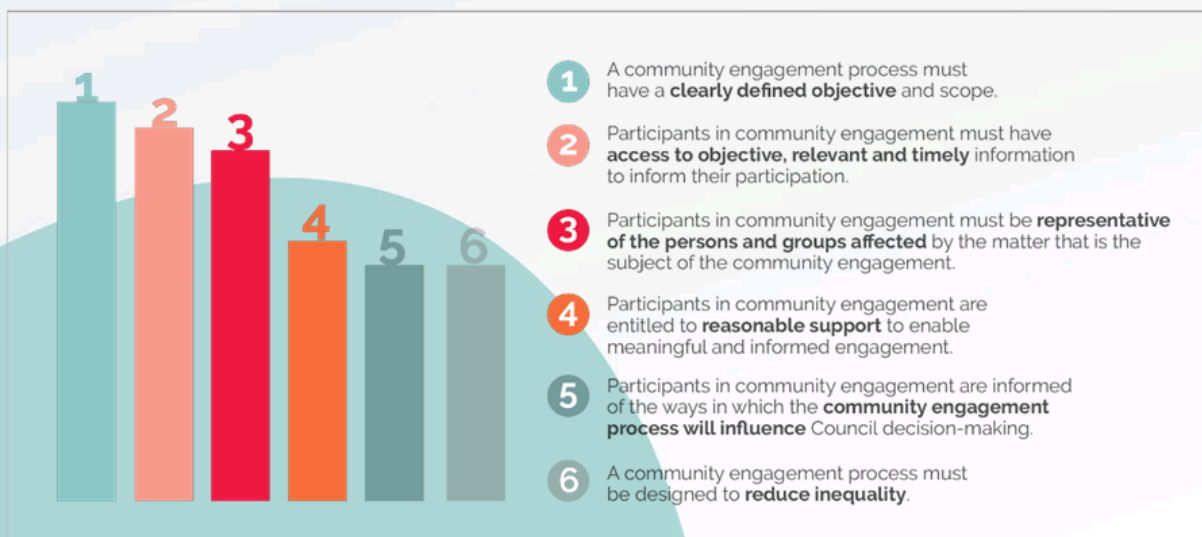 1
2
3
4
5
6
1
A community engagement process must
have a clearly defined objective and scope.
2
Participants in community engagement must have
access to objective, relevant and timely information
to inform their participation.
3
Participants in community engagement must be representative
of the persons and groups affected by the matter that is the
subject of the community engagement.
4
Participants in community engagement are
entitled to reasonable support to enable
meaningful and informed engagement.
5
Participants in community engagement are informed
of the ways in which the community engagement
process will influence Council decision-making.
6
A community engagement process must
be designed to reduce inequality.